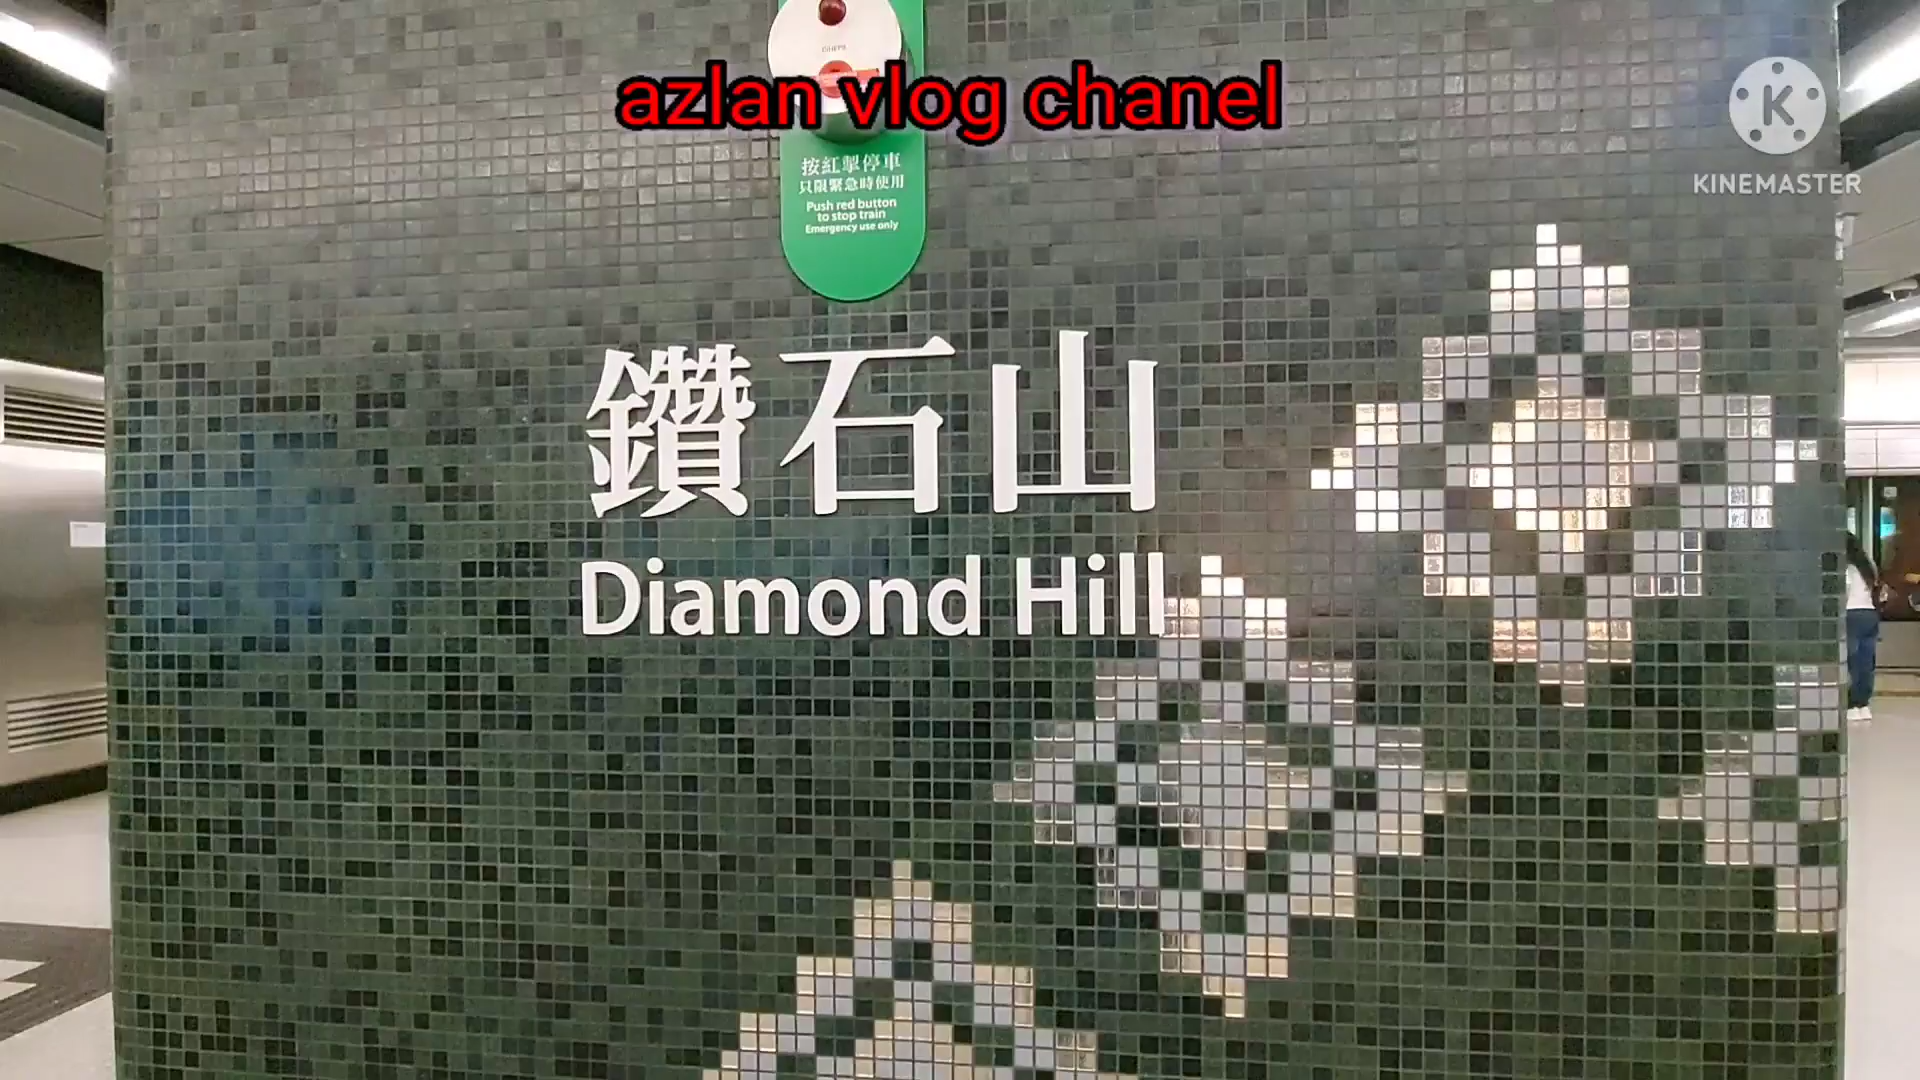 azlan vlog chanel
KINEMASTER
按紅掣停車
只限緊急時使用
Push red button
to stop train
Emergency use only
鑽石山
Diamond Hill